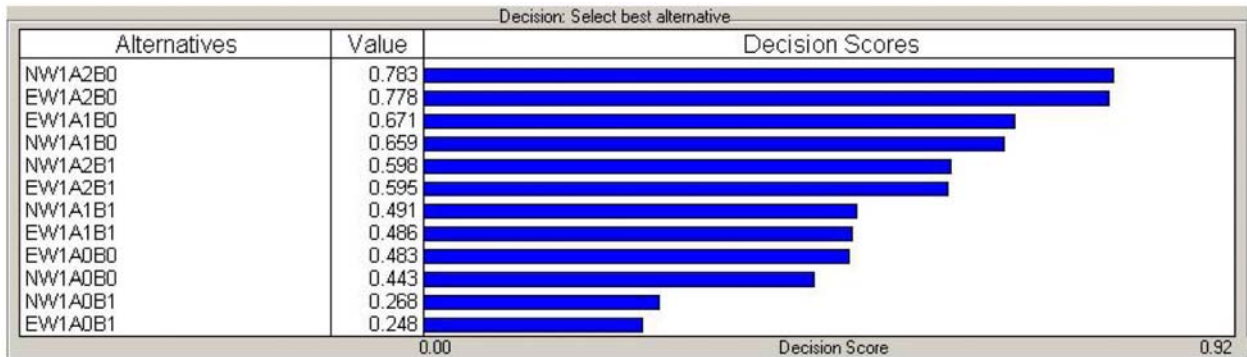 Decision: Select best alternative
Alternatives Value Decision Scores
NW1A2B0 0.783
EW1A2B0 0.778
EW1A1B0 0.671
NW1A1B0 0.659
NW1A2B1 0.598
EW1A2B1 0.595
NW1A1B1 0.491
EW1A1B1 0.486
EW1A0B0 0.483
NW1A0B0 0.443
NW1A0B1 0.268
EW1A0B1 0.248
0.00 Decision Score 0.92